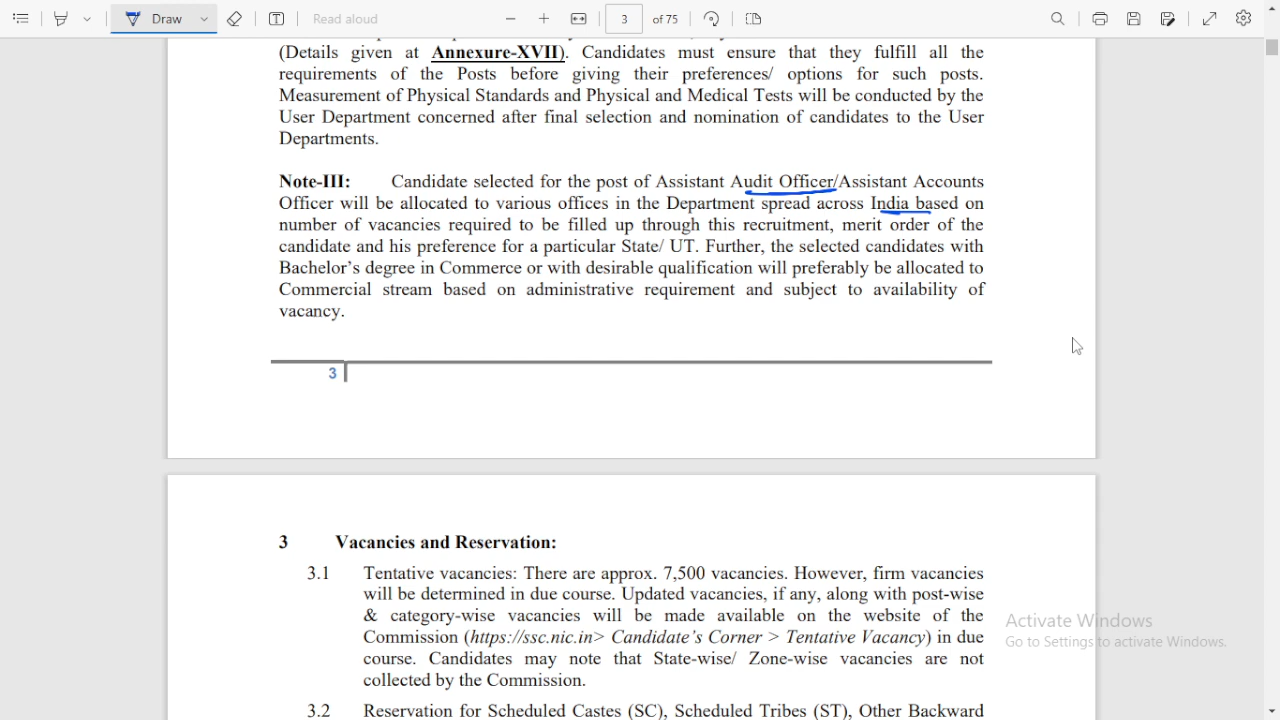 Draw
Read aloud
3 of 75
(Details given at Annexure-XVII). Candidates must ensure that they fulfill all the
requirements of the Posts before giving their preferences/ options for such posts.
Measurement of Physical Standards and Physical and Medical Tests will be conducted by the
User Department concerned after final selection and nomination of candidates to the User
Departments.
Note-III: Candidate selected for the post of Assistant Audit Officer/Assistant Accounts
Officer will be allocated to various offices in the Department spread across India based on
number of vacancies required to be filled up through this recruitment, merit order of the
candidate and his preference for a particular State/ UT. Further, the selected candidates with
Bachelor's degree in Commerce or with desirable qualification will preferably be allocated to
Commercial stream based on administrative requirement and subject to availability of
vacancy.
3
3 Vacancies and Reservation:
3.1 Tentative vacancies: There are approx. 7,500 vacancies. However, firm vacancies
will be determined in due course. Updated vacancies, if any, along with post-wise
& category-wise vacancies will be made available on the website of the
Commission (https://ssc.nic.in> Candidate's Corner > Tentative Vacancy) in due
course. Candidates may note that State-wise/ Zone-wise vacancies are not
collected by the Commission.
3.2 Reservation for Scheduled Castes (SC), Scheduled Tribes (ST), Other Backward
Activate Windows
Go to Settings to activate Windows.